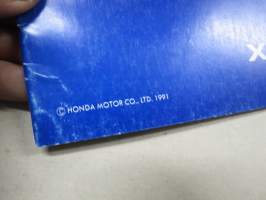 X
© HONDA MOTOR CO., LTD. 1991